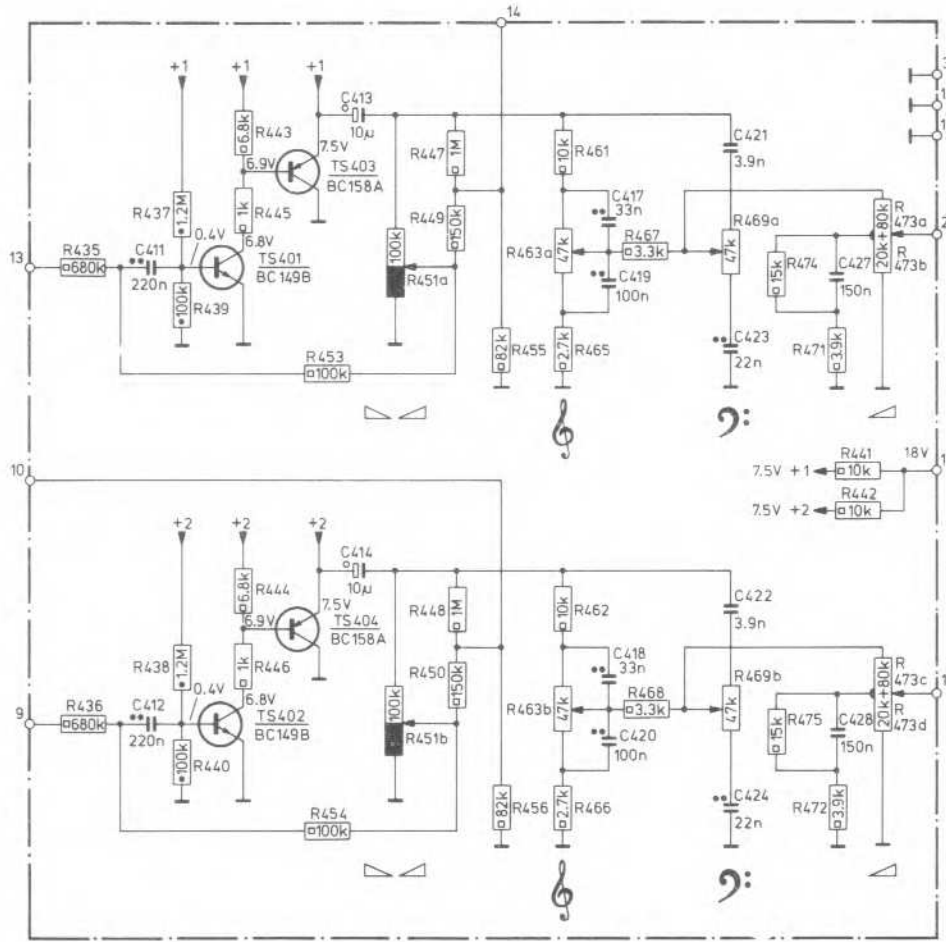 14
+1 +1 +1
3
1
1
C413
10µ
R443
6.8k
7.5V
6.9V
TS403
BC158A
R447
1M
R461
10k
C421
3.9n
R437
1.2M
R445
1k
0.4V
6.8V
R449
150k
C417
33n
R467
3.3k
R463a
47k
R469a
47k
R
473a
20k+80k
R
473b
2
13
R435
680k
C411
220n
TS401
BC149B
100k
R439
100k
R451a
C419
100n
R474
15k
C427
150n
R453
100k
82k
R455
2.7k
R465
C423
22n
R471
3.9k
10
R441
10k
18V
1
7.5V +1
R442
10k
7.5V +2
+2 +2 +2
C414
10µ
R444
6.8k
7.5V
6.9V
TS404
BC158A
R448
1M
R462
10k
C422
3.9n
R438
1.2M
R446
1k
0.4V
6.8V
R450
150k
C418
33n
R468
3.3k
R463b
47k
R469b
47k
R
473c
20k+80k
R
473d
1
9
R436
680k
C412
220n
TS402
BC149B
100k
R440
100k
R451b
C420
100n
R475
15k
C428
150n
R454
100k
82k
R456
2.7k
R466
C424
22n
R472
3.9k